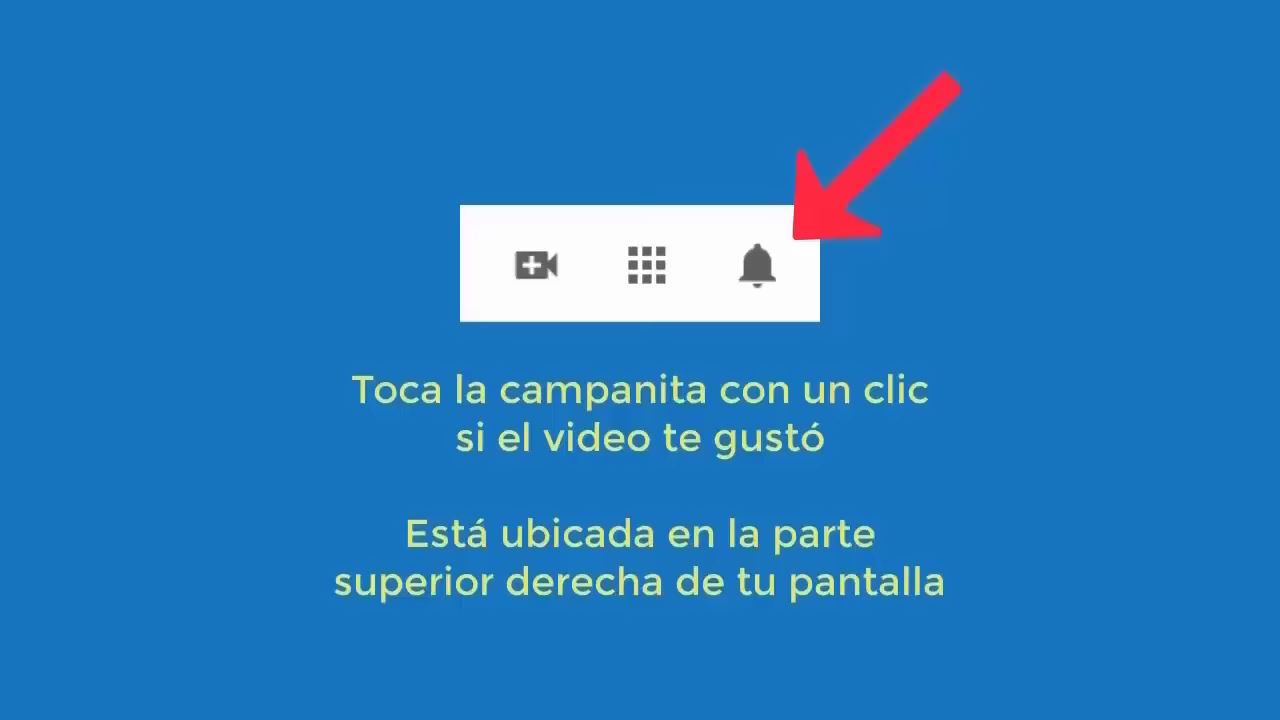 Toca la campanita con un clic
si el video te gustó
Está ubicada en la parte
superior derecha de tu pantalla